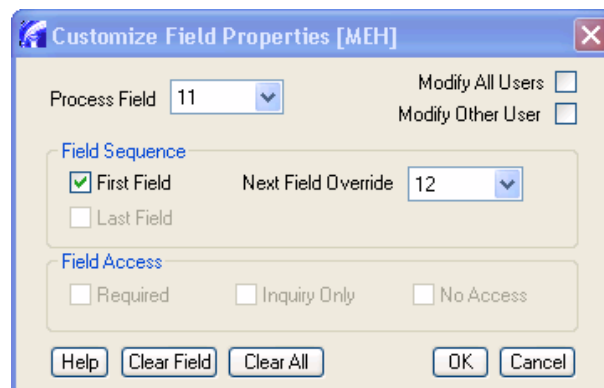 Customize Field Properties [MEH]
Process Field 11 Modify All Users
Modify Other User
Field Sequence
First Field Next Field Override 12
Last Field
Field Access
Required Inquiry Only No Access
Help Clear Field Clear All OK Cancel